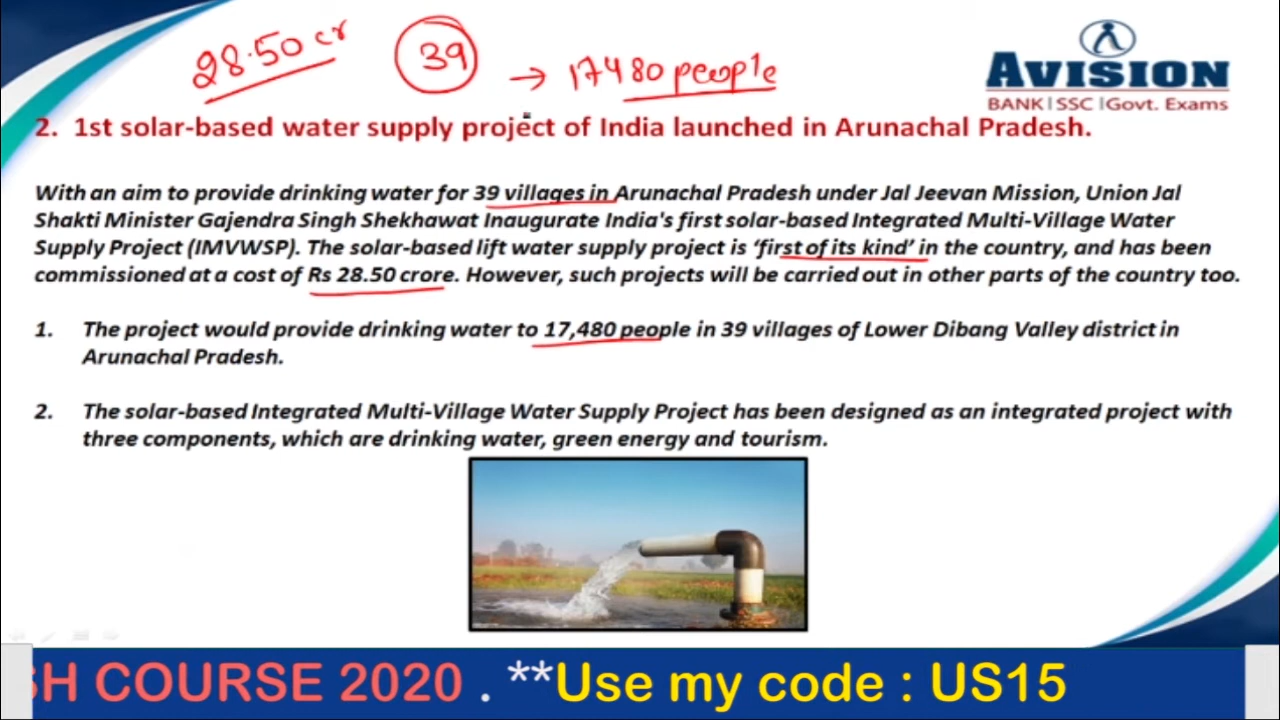 28.50 cr 39 → 17480 people
AVISION
BANK | SSC | Govt. Exams
2. 1st solar-based water supply project of India launched in Arunachal Pradesh.
With an aim to provide drinking water for 39 villages in Arunachal Pradesh under Jal Jeevan Mission, Union Jal
Shakti Minister Gajendra Singh Shekhawat Inaugurate India's first solar-based Integrated Multi-Village Water
Supply Project (IMVWSP). The solar-based lift water supply project is ‘first of its kind’ in the country, and has been
commissioned at a cost of Rs 28.50 crore. However, such projects will be carried out in other parts of the country too.
1. The project would provide drinking water to 17,480 people in 39 villages of Lower Dibang Valley district in
Arunachal Pradesh.
2. The solar-based Integrated Multi-Village Water Supply Project has been designed as an integrated project with
three components, which are drinking water, green energy and tourism.
SH COURSE 2020 . **Use my code : US15